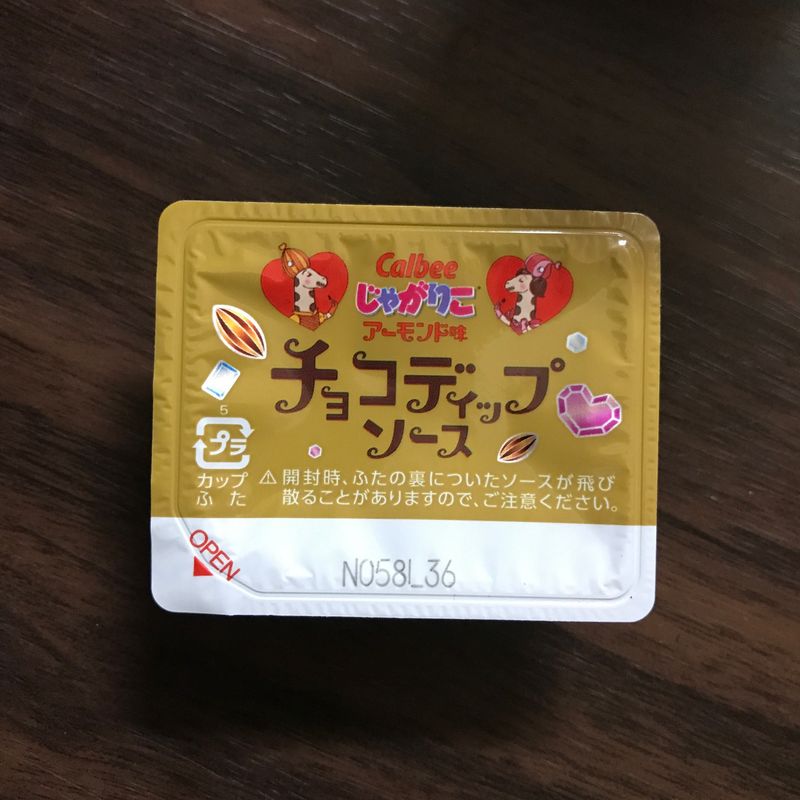 Calbee
じゃがりこ
アーモンド味
チョコディップ
ソース
5
プラ
カップ
ふた
⚠開封時、ふたの裏についたソースが飛び
散ることがありますので、ご注意ください。
OPEN
N058L36